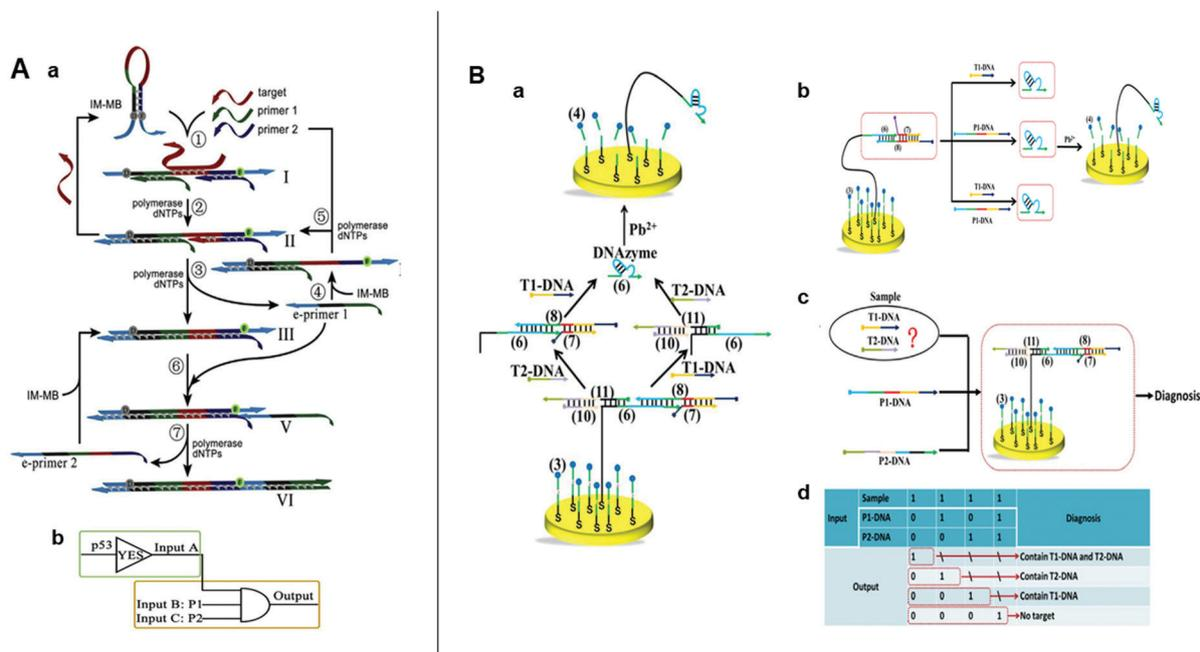 A
a
IM-MB
target
primer 1
primer 2
①
I
polymerase
dNTPs
②
⑤
polymerase
dNTPs
II
polymerase
dNTPs
③
④
IM-MB
e-primer 1
III
⑥
IM-MB
V
⑦
polymerase
dNTPs
e-primer 2
VI
b
p53
YES
Input A
Input B: P1
Input C: P2
Output
B
a
(4)
S S S S S S
Pb²⁺
DNAzyme
(6)
T1-DNA
T2-DNA
(8)
(11)
(6)
(7)
(10)
(6)
T2-DNA
T1-DNA
(11)
(8)
(10)
(6)
(7)
(3)
S S S S S S S
b
T1-DNA
(6)
(7)
(8)
P1-DNA
Pb²⁺
(4)
(3)
T1-DNA
P1-DNA
c
Sample
T1-DNA
T2-DNA
?
P1-DNA
P2-DNA
(11)
(8)
(10)
(6)
(7)
(3)
Diagnosis
d
Input
Sample 1 1 1 1
P1-DNA 0 1 0 1
P2-DNA 0 0 1 1
Diagnosis
Output
1 \ \ \ Contain T1-DNA and T2-DNA
0 1 \ \ Contain T2-DNA
0 0 1 \ Contain T1-DNA
0 0 0 1 No target